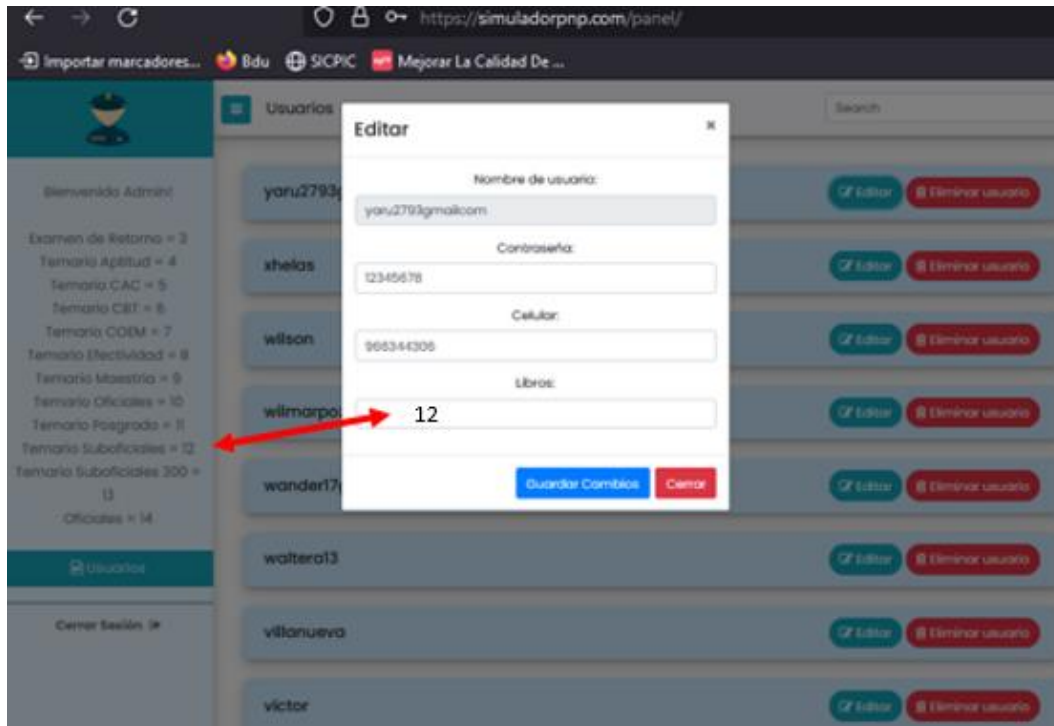 https://simuladorpnp.com/panel/
Importar marcadores... Bdu SICPIC Mejorar La Calidad De ...
Usuarios
Search
Editar ×
Bienvenido Admin!
Examen de Retorno = 3
Temario Aptitud = 4
Temario CAC = 5
Temario CBT = 6
Temario COEM = 7
Temario Efectividad = 8
Temario Maestria = 9
Temario Oficiales = 10
Temario Posgrado = 11
Temario Suboficiales = 12
Temario Suboficiales 300 =
13
Oficiales = 14
Usuarios
Cerrar Sesión
Nombre de usuario:
yaru2793gmailcom
Contraseña:
12345678
Celular:
966344306
Libros:
12
Guardar Cambios Cerrar
yaru2793g Editar Eliminar usuario
xhelas Editar Eliminar usuario
wilson Editar Eliminar usuario
wilmarpo Editar Eliminar usuario
wander17 Editar Eliminar usuario
waltera13 Editar Eliminar usuario
villanueva Editar Eliminar usuario
victor Editar Eliminar usuario